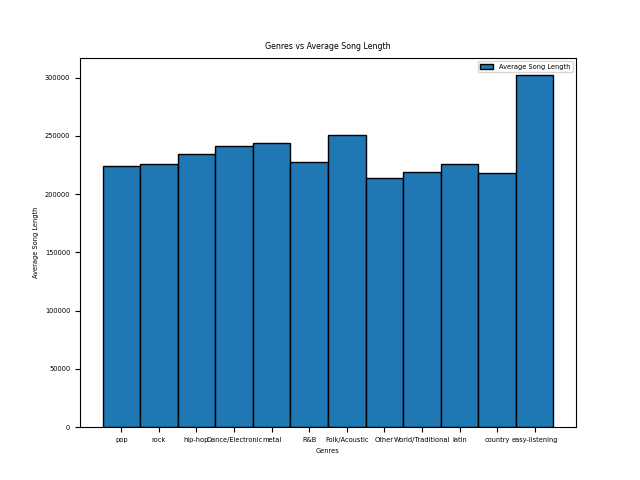 Genres vs Average Song Length
Average Song Length
300000
250000
200000
150000
100000
50000
0
Average Song Length
pop rock hip-hop Dance/Electronic metal R&B Folk/Acoustic Other World/Traditional latin country easy-listening
Genres